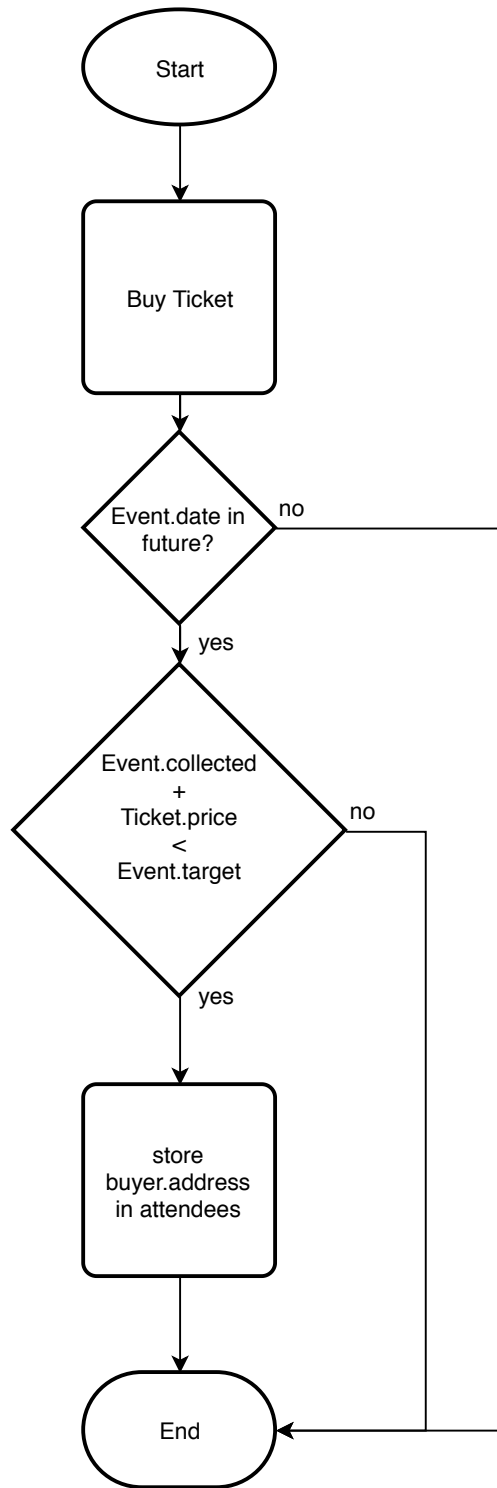 Start
Buy Ticket
Event.date in
future?
no
yes
Event.collected
+
Ticket.price
<
Event.target
no
yes
store
buyer.address
in attendees
End